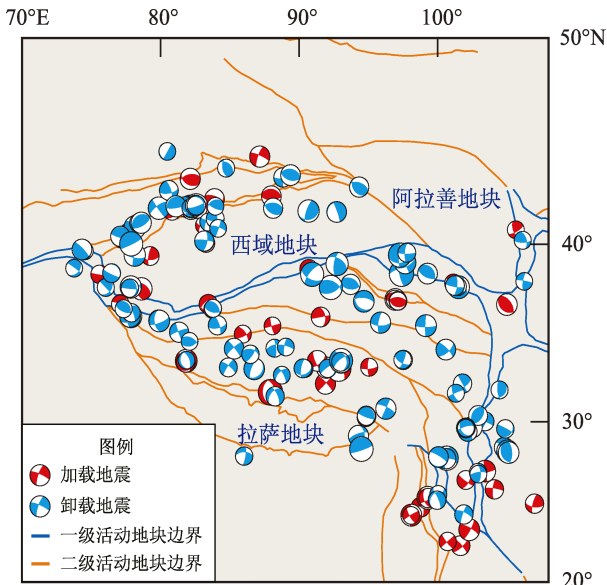 70°E 80° 90° 100°
50°N
阿拉善地块
西域地块
40°
30°
拉萨地块
图例
加载地震
卸载地震
一级活动地块边界
二级活动地块边界
20°